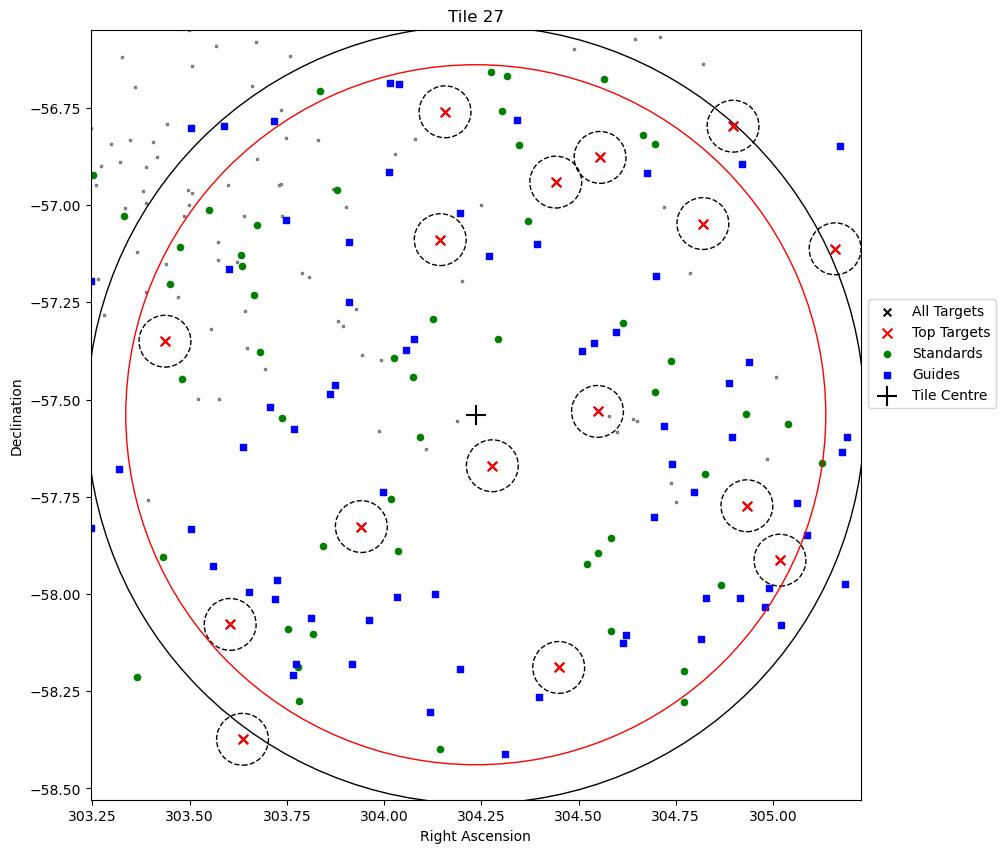 Tile 27
−56.75
−57.00
−57.25
−57.50
−57.75
−58.00
−58.25
−58.50
Declination
303.25 303.50 303.75 304.00 304.25 304.50 304.75 305.00
Right Ascension
All Targets
Top Targets
Standards
Guides
Tile Centre